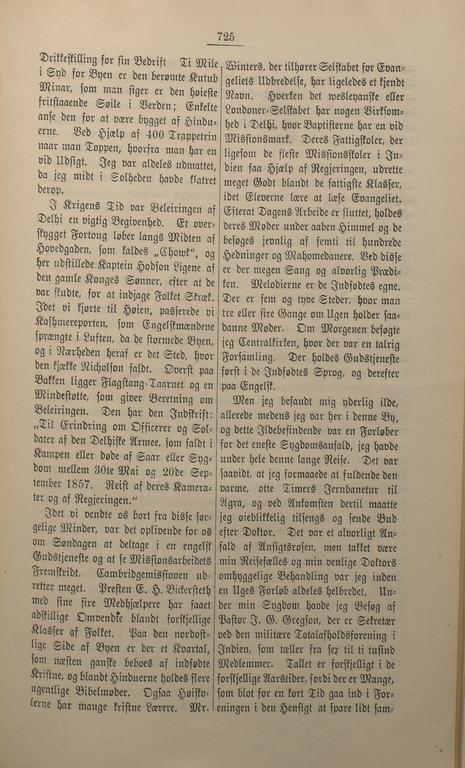 725
Drikkeskilling for sin Bedrift Ti Mile
i Syd for Byen er den berømte Kutub
Minar, som man siger er den høieste
fritstaaende Søile i Verden; Enkelte
anse den for at være bygget af Hindu-
erne. Ved Hjælp af 400 Trappetrin
naar man Toppen, hvorfra man har en
vid Udsigt. Jeg var aldeles udmattet,
da jeg midt i Solheden havde klatret
derop.
I Krigens Tid var Beleiringen af
Delhi en vigtig Begivenhed. Et over-
skygget Fortoug løber langs Midten af
Hovedgaden, som kaldes „Chowk“, og
her udstillede Kaptein Hodson Ligene af
den gamle Konges Sønner, efter at de
var skudte, for at indjage Folket Skræk.
Idet vi kjørte til Høien, passerede vi
Kashmereporten, som Engelskmændene
sprængte i Luften, da de stormede Byen,
og i Nærheden heraf er det Sted, hvor
den kjække Nicholson faldt. Øverst paa
Bakken ligger Flagstang-Taarnet og en
Mindestøtte, som giver Beretning om
Beleiringen. Den har den Indskrift:
„Til Erindring om Officerer og Sol-
dater af den Delhiske Armee, som faldt i
Kampen eller døde af Saar eller Syg-
dom mellem 30te Mai og 20de Sep-
tember 1857. Reist af deres Kamera-
ter og af Regjeringen.“
Idet vi vendte os bort fra disse sør-
gelige Minder, var det oplivende for os
om Søndagen at deltage i en engelsk
Gudstjeneste og at se Missionsarbeidets
Fremskridt. Cambridgemissionen ud-
retter meget. Presten E. H. Bickersteth
med sine fire Medhjælpere har faaet
adskillige Omvendte blandt forskjellige
Klasser af Folket. Paa den nordøst-
lige Side af Byen er der et Kvartal,
som næsten ganske beboes af indfødte
Kristne, og blandt Hinduerne holdes flere
ugentlige Bibelmøder. Ogsaa Høisko-
lerne har mange kristne Lærere. Mr.
Winters, der tilhører Selskabet for Evan-
geliets Udbredelse, har ligeledes et kjendt
Navn. Hverken det wesleyanske eller
Londoner-Selskabet har nogen Virksom-
hed i Delhi, hvor Baptisterne har en vid
Missionsmark. Deres Fattigskoler, der
ligesom de fleste Missionsskoler i In-
dien faa Hjælp af Regjeringen, udrette
meget Godt blandt de fattigste Klasser,
idet Eleverne lære at læse Evangeliet.
Efterat Dagens Arbeide er sluttet, holdes
deres Møder under aaben Himmel og de
besøges jevnlig af femti til hundrede
Hedninger og Mahomedanere. Ved disse
er der megen Sang og alvorlig Prædi-
ken. Melodierne er de Indfødtes egne.
Der er fem og tyve Steder, hvor man
tre eller fire Gange om Ugen holder saa-
danne Møder. Om Morgenen besøgte
jeg Centralkirken, hvor der var en talrig
Forsamling. Der holdes Gudstjeneste
først i de Indfødtes Sprog, og derefter
paa Engelsk.
Men jeg befandt mig yderlig ilde,
allerede medens jeg var her i denne By,
og dette Ildebefindende var en Forløber
for det eneste Sygdomsanfald, jeg havde
under hele denne lange Reise. Det var
saavidt, at jeg formaaede at fuldende den
varme, otte Timers Jernbanetur til
Agra, og ved Ankomsten dertil maatte
jeg øieblikkelig tilsengs og sende Bud
efter Doktor. Det var et alvorligt An-
fald af Ansigtsrosen, men takket være
min Reisefælles og min venlige Doktors
omhyggelige Behandling var jeg inden
en Uges Forløb aldeles helbredet. Un-
der min Sygdom havde jeg Besøg af
Pastor J. G. Gregson, der er Sekretær
ved den militære Totalafholdsforening i
Indien, som tæller fra sex til ti tusind
Medlemmer. Tallet er forskjelligt i de
forskjellige Aarstider, fordi der er Mange,
som blot for en kort Tid gaa ind i For-
eningen i den Hensigt at spare lidt sam-